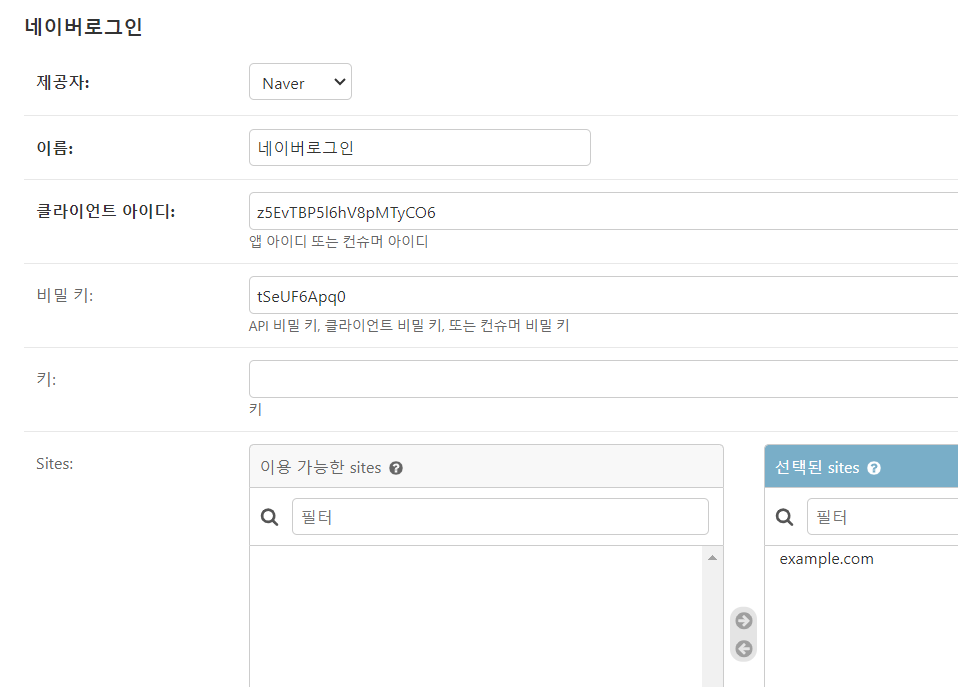 네이버로그인
제공자:
Naver
이름:
네이버로그인
클라이언트 아이디:
z5EvTBP5l6hV8pMTyCO6
앱 아이디 또는 컨슈머 아이디
비밀 키:
tSeUF6Apq0
API 비밀 키, 클라이언트 비밀 키, 또는 컨슈머 비밀 키
키:
키
Sites:
이용 가능한 sites ?
선택된 sites ?
필터
필터
example.com